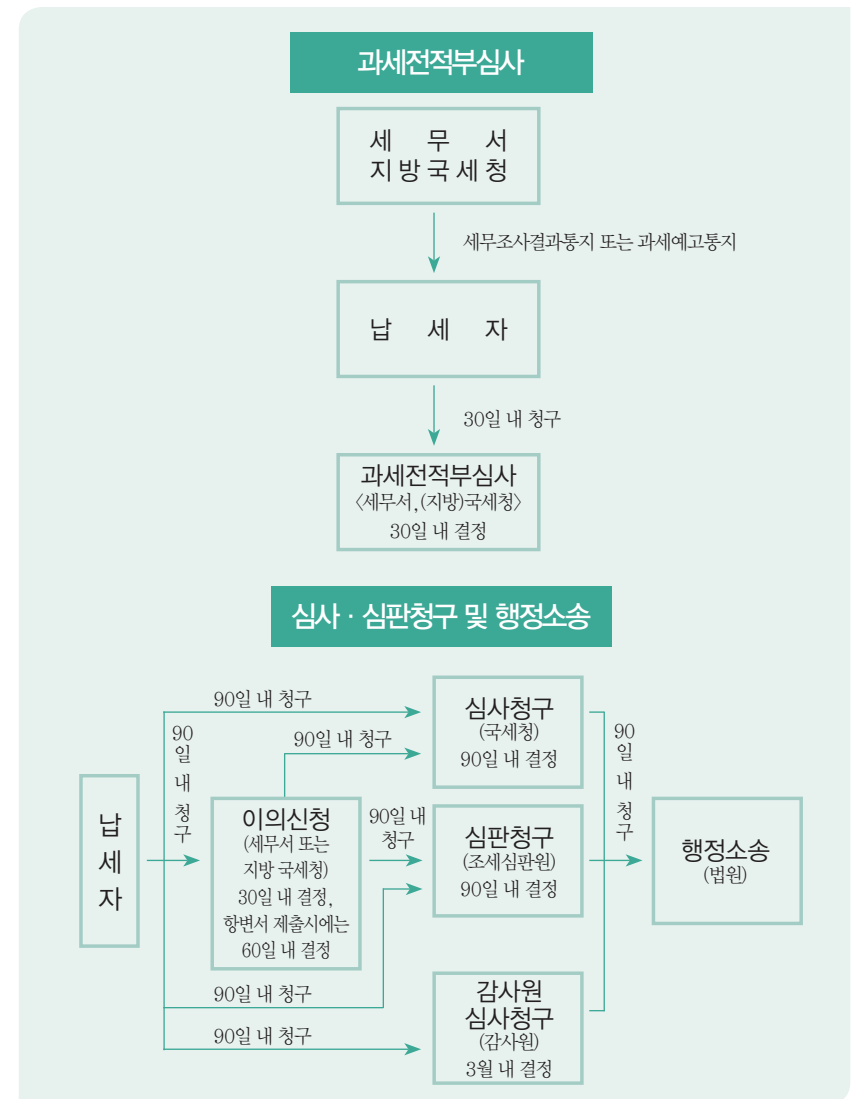 과세전적부심사
세 무 서
지방국세청
세무조사결과통지 또는 과세예고통지
납 세 자
30일 내 청구
과세전적부심사
〈세무서, (지방)국세청〉
30일 내 결정
심사 · 심판청구 및 행정소송
납
세
자
90
일
내
청
구
90일 내 청구
90일 내 청구
심사청구
(국세청)
90일 내 결정
이의신청
(세무서 또는
지방 국세청)
30일 내 결정,
항변서 제출시에는
60일 내 결정
90일 내
청구
심판청구
(조세심판원)
90일 내 결정
90일 내 청구
90일 내 청구
감사원
심사청구
(감사원)
3월 내 결정
90
일
내
청
구
행정소송
(법원)